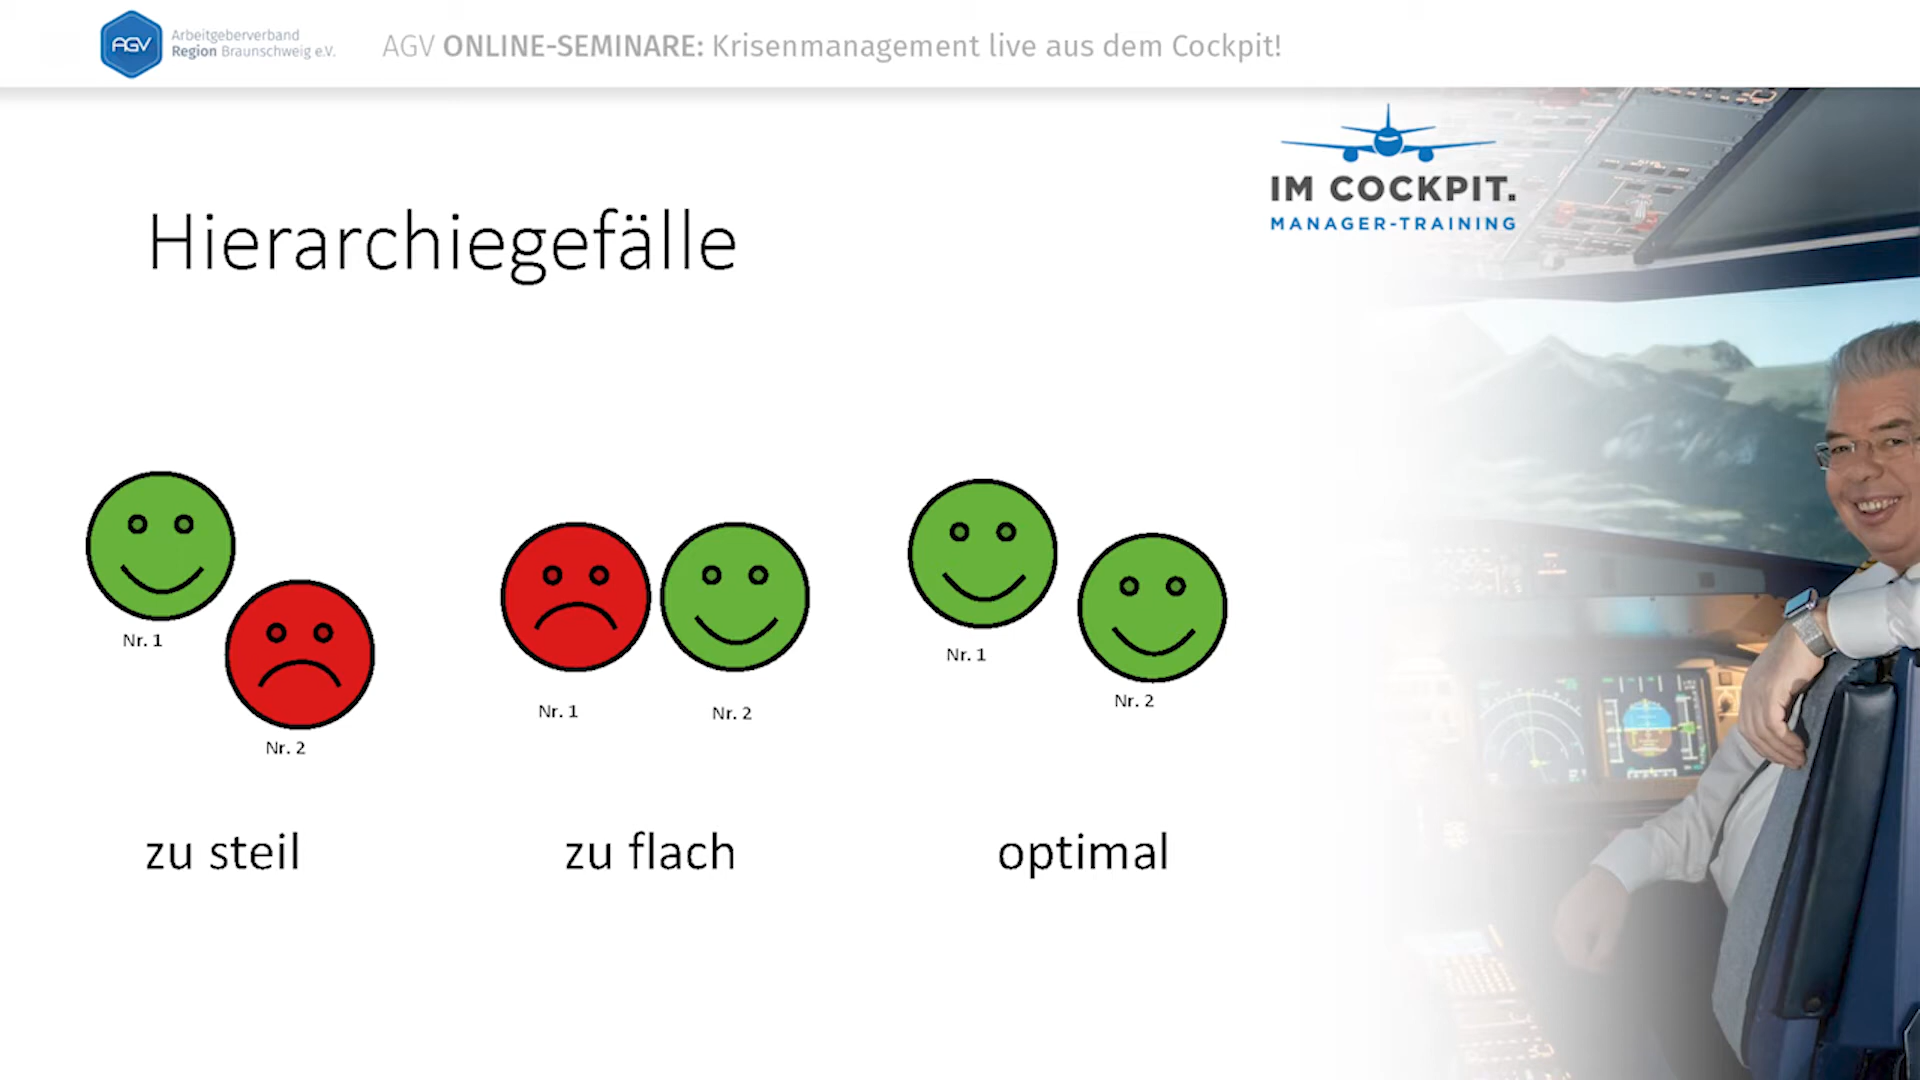 AGV
Arbeitgeberverband
Region Braunschweig e.V.
AGV ONLINE-SEMINARE: Krisenmanagement live aus dem Cockpit!
IM COCKPIT.
MANAGER-TRAINING
Hierarchiegefälle
Nr. 1
Nr. 2
Nr. 1
Nr. 2
Nr. 1
Nr. 2
zu steil
zu flach
optimal